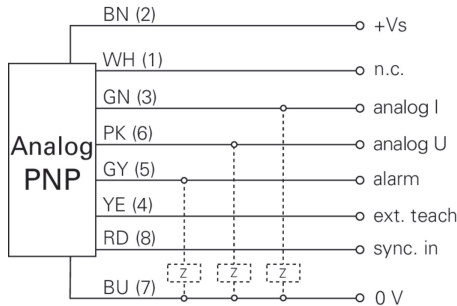 BN (2) +Vs
WH (1) n.c.
GN (3) analog I
PK (6) analog U
Analog
PNP
GY (5) alarm
YE (4) ext. teach
RD (8) sync. in
Z Z Z
BU (7) 0 V